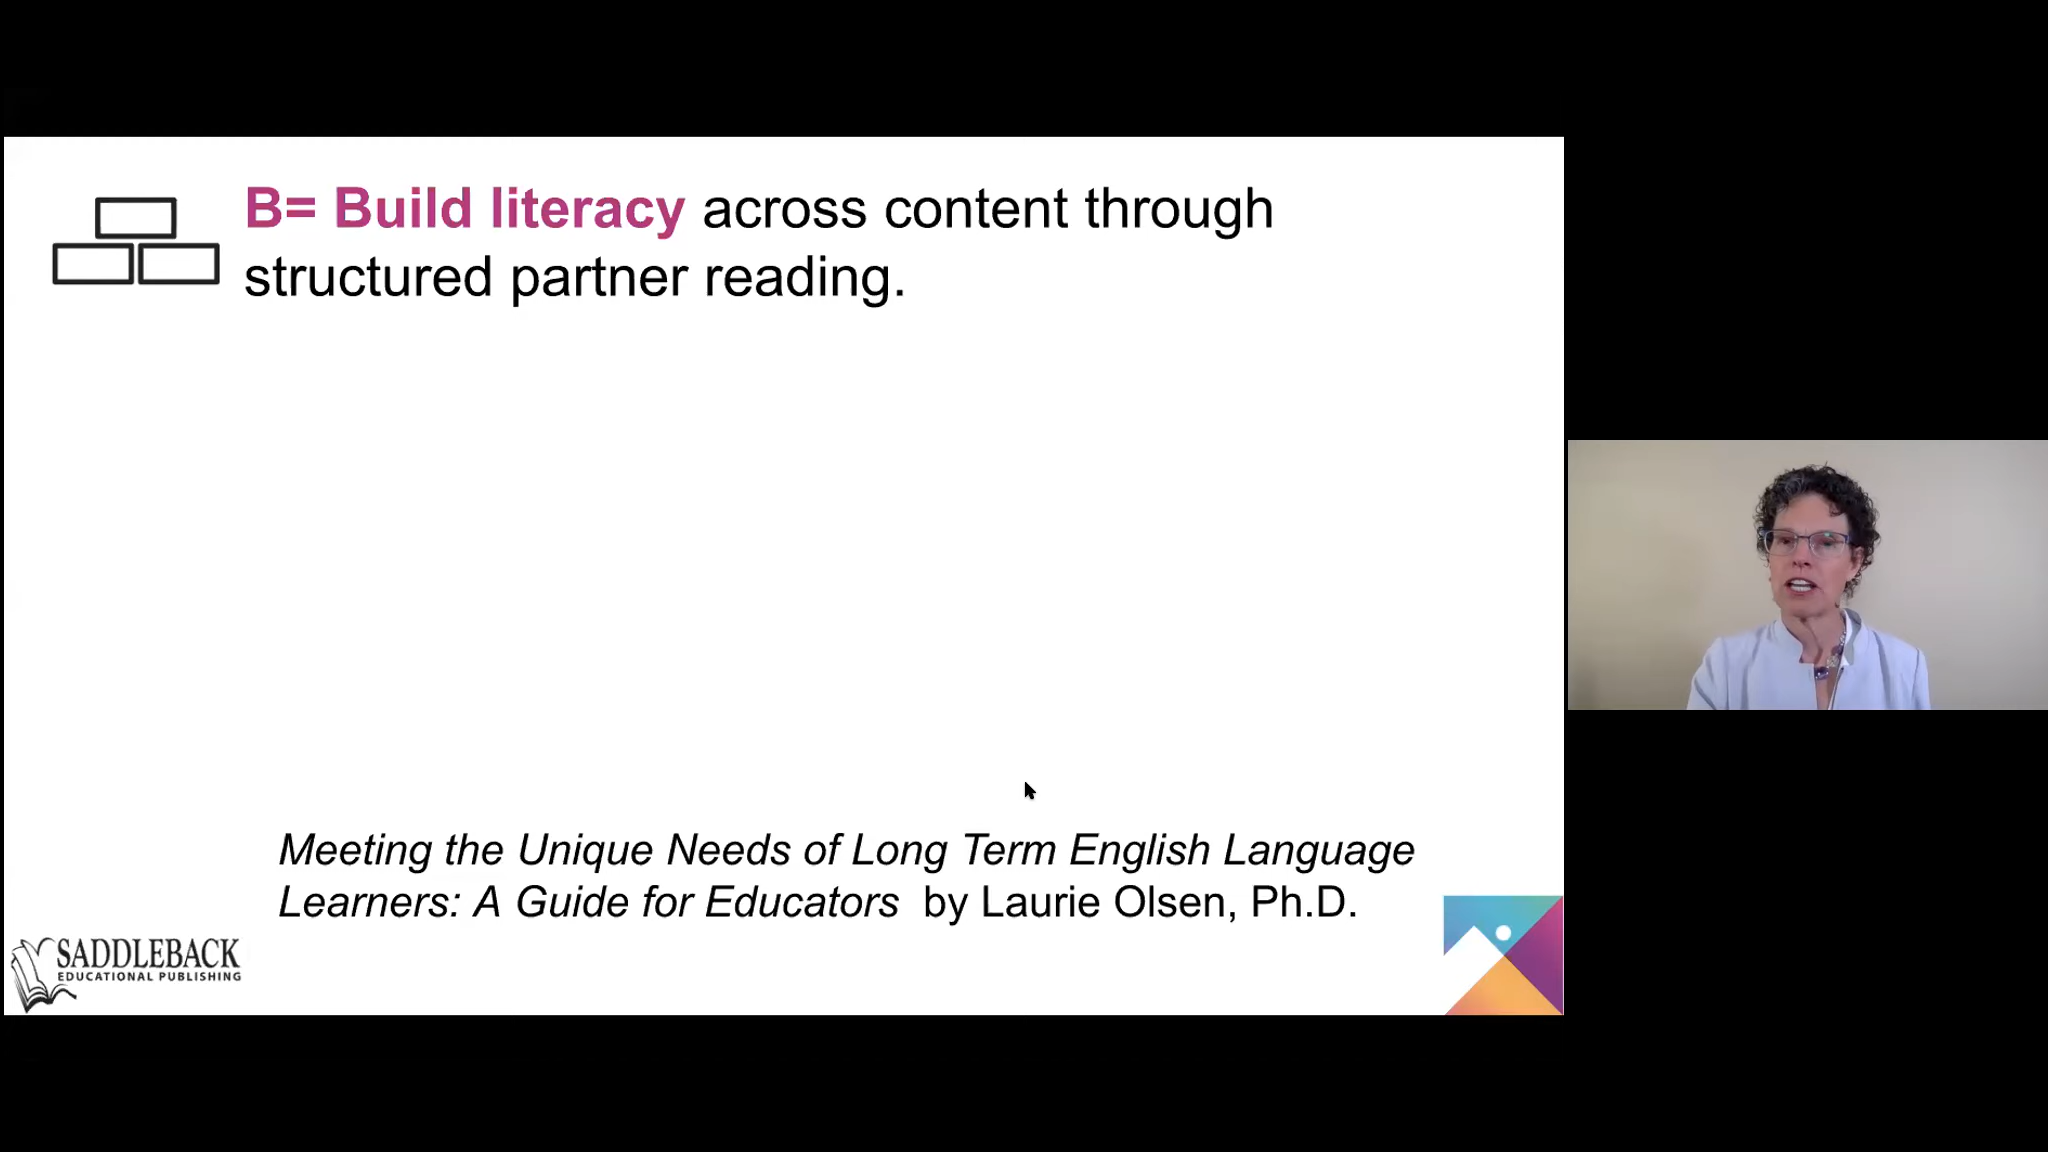 B= Build literacy across content through
structured partner reading.
Meeting the Unique Needs of Long Term English Language
Learners: A Guide for Educators by Laurie Olsen, Ph.D.
SADDLEBACK
EDUCATIONAL PUBLISHING